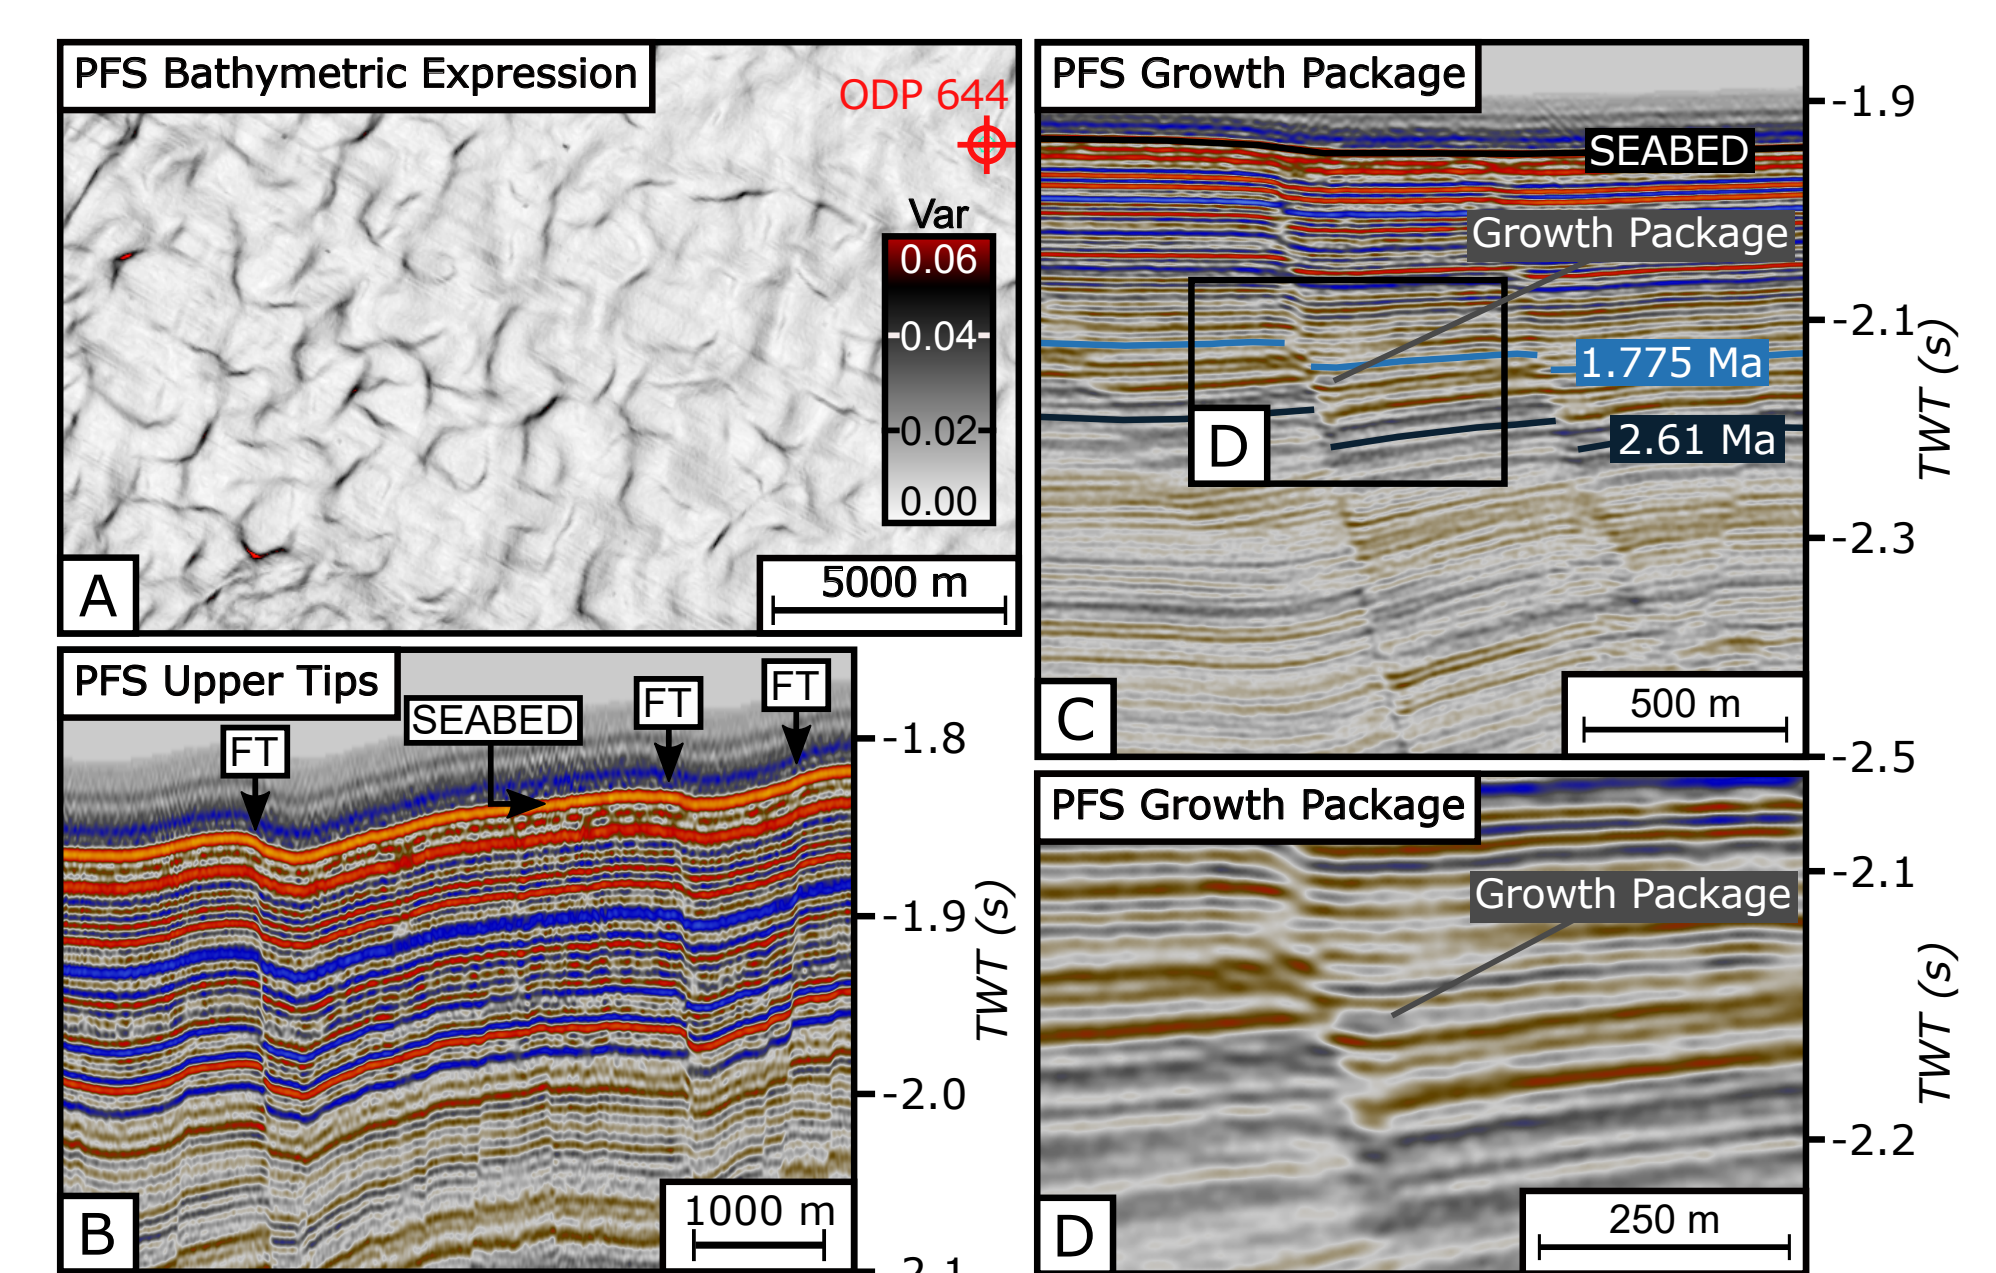 PFS Bathymetric Expression
ODP 644
Var
0.06
0.04
0.02
0.00
A
5000 m
PFS Growth Package
-1.9
SEABED
Growth Package
-2.1
1.775 Ma
TWT (s)
D
2.61 Ma
-2.3
C
500 m
-2.5
PFS Upper Tips
FT
SEABED
FT
FT
-1.8
-1.9
TWT (s)
-2.0
B
1000 m
-2.1
PFS Growth Package
-2.1
Growth Package
TWT (s)
-2.2
D
250 m